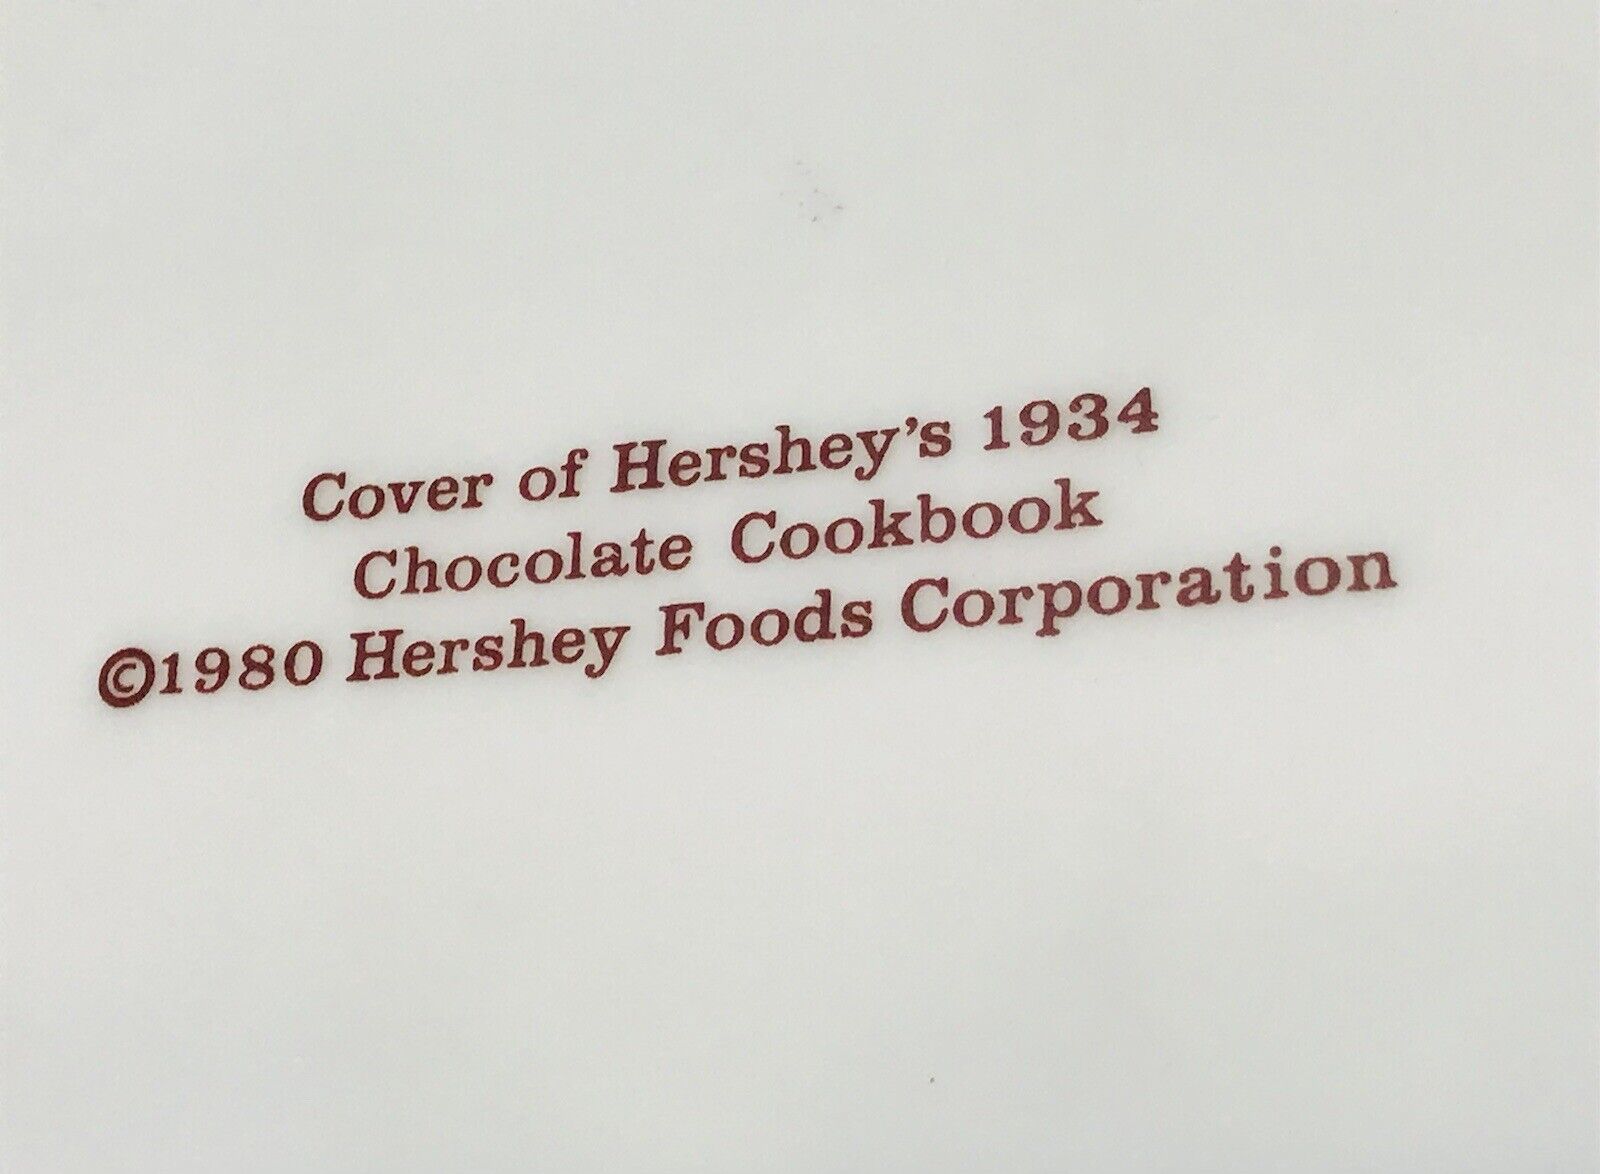 Cover of Hershey’s 1934
Chocolate Cookbook
©1980 Hershey Foods Corporation